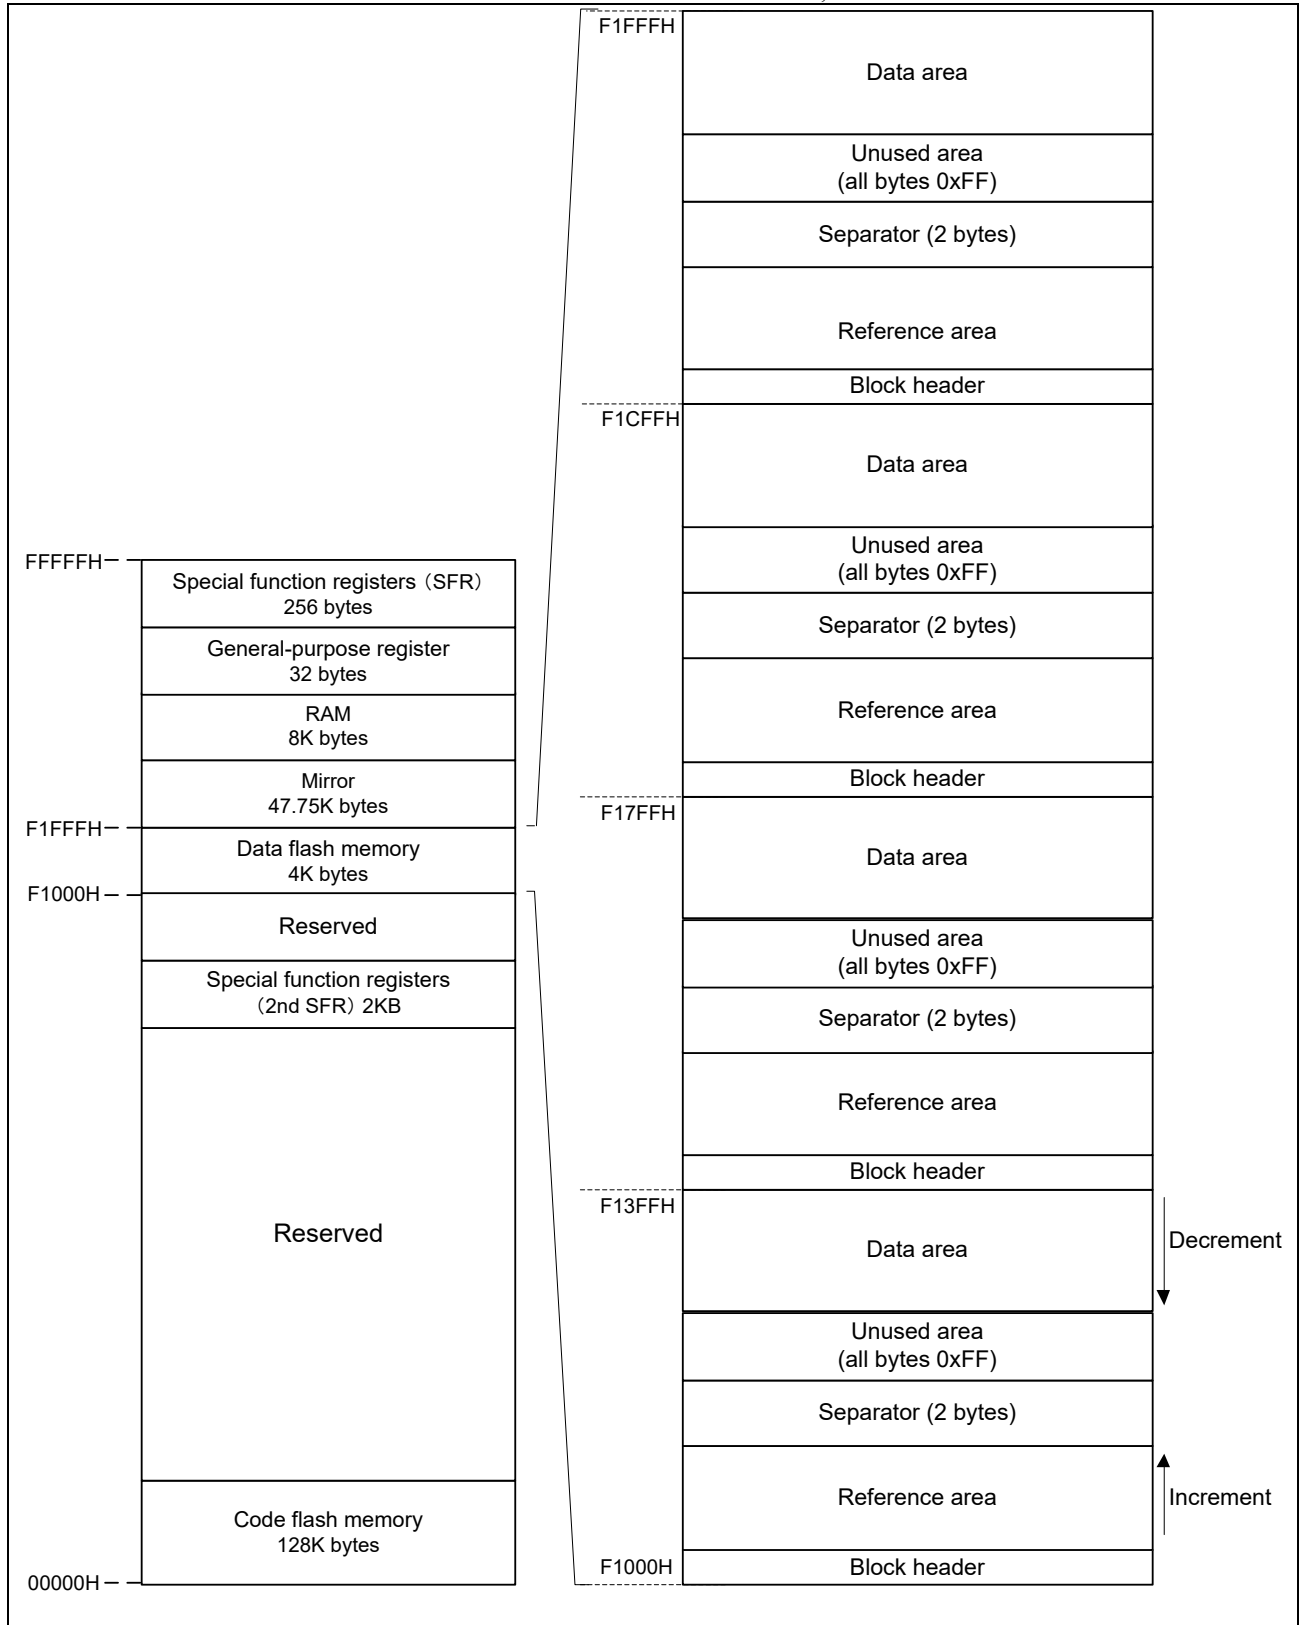 F1FFFH
Data area
Unused area
(all bytes 0xFF)
Separator (2 bytes)
Reference area
Block header
F1CFFH
Data area
Unused area
(all bytes 0xFF)
Separator (2 bytes)
Reference area
Block header
F17FFH
Data area
Unused area
(all bytes 0xFF)
Separator (2 bytes)
Reference area
Block header
F13FFH
Data area
Decrement
Unused area
(all bytes 0xFF)
Separator (2 bytes)
Reference area
Increment
F1000H
Block header
FFFFFH
Special function registers（SFR）
256 bytes
General-purpose register
32 bytes
RAM
8K bytes
Mirror
47.75K bytes
F1FFFH
Data flash memory
4K bytes
F1000H
Reserved
Special function registers
（2nd SFR）2KB
Reserved
Code flash memory
128K bytes
00000H